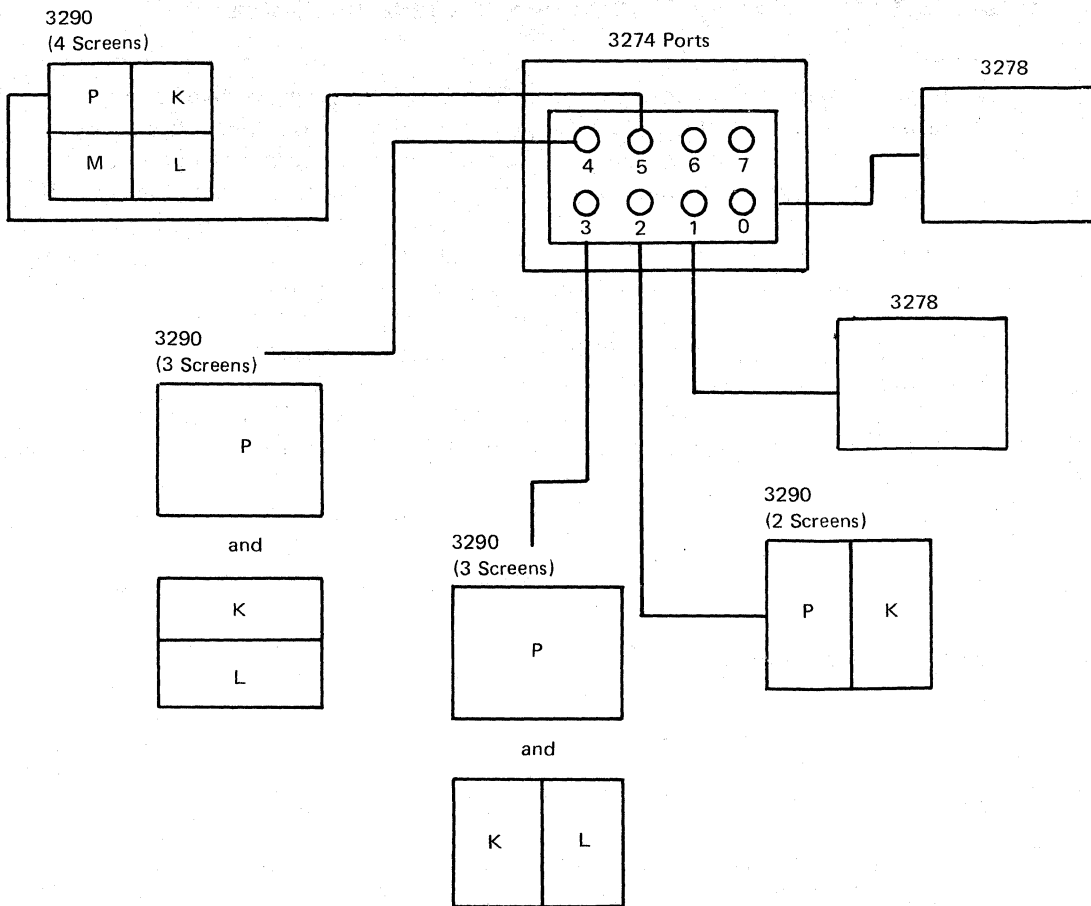 3290
(4 Screens)
P K
M L
3274 Ports
4 5 6 7
3 2 1 0
3278
3278
3290
(3 Screens)
P
and
K
L
3290
(3 Screens)
P
and
K L
3290
(2 Screens)
P K